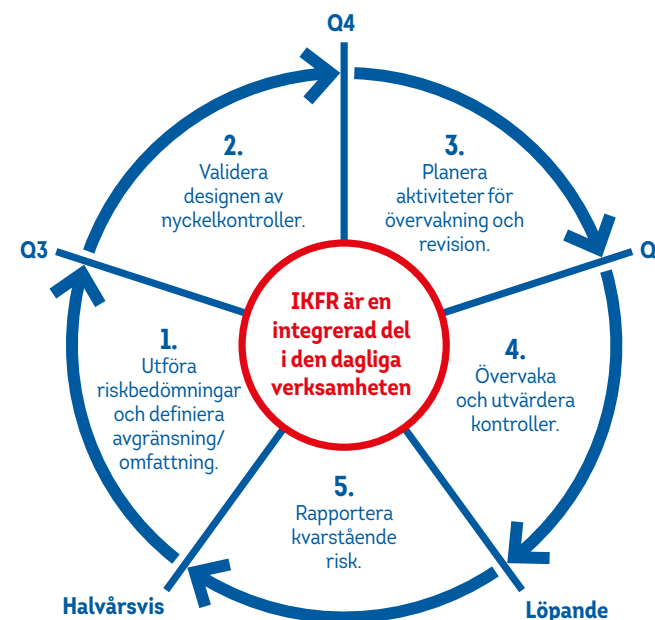 Q4
2.
Validera
designen av
nyckelkontroller.
3.
Planera
aktiviteter för
övervakning och
revision.
Q3
Q
IKFR är en
integrerad del
i den dagliga
verksamheten
1.
Utföra
riskbedömningar
och definiera
avgränsning/
omfattning.
4.
Övervaka
och utvärdera
kontroller.
5.
Rapportera
kvarstående
risk.
Halvårsvis
Löpande